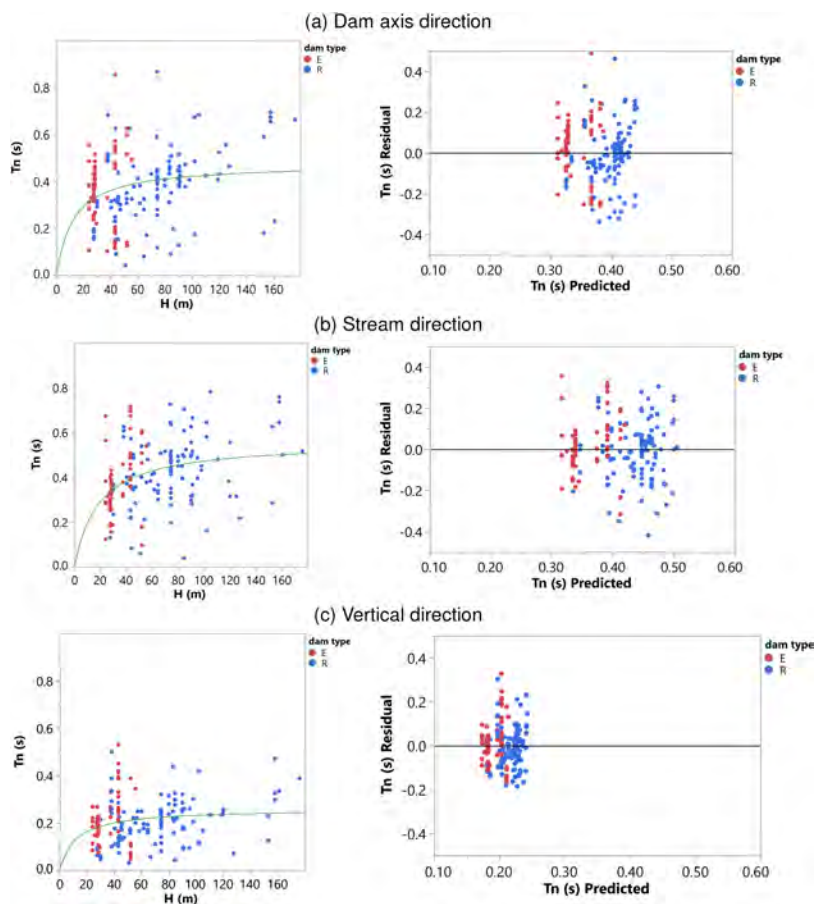 (a) Dam axis direction
dam type
E
R
0.8
0.6
0.4
0.2
0.0
Tn (s)
0 20 40 60 80 100 120 140 160
H (m)
dam type
E
R
0.4
0.2
0.0
-0.2
-0.4
Tn (s) Residual
0.10 0.20 0.30 0.40 0.50 0.60
Tn (s) Predicted
(b) Stream direction
dam type
E
R
0.8
0.6
0.4
0.2
0.0
Tn (s)
0 20 40 60 80 100 120 140 160
H (m)
dam type
E
R
0.4
0.2
0.0
-0.2
-0.4
Tn (s) Residual
0.10 0.20 0.30 0.40 0.50 0.60
Tn (s) Predicted
(c) Vertical direction
dam type
E
R
0.8
0.6
0.4
0.2
0.0
Tn (s)
0 20 40 60 80 100 120 140 160
H (m)
dam type
E
R
0.4
0.2
0.0
-0.2
-0.4
Tn (s) Residual
0.10 0.20 0.30 0.40 0.50 0.60
Tn (s) Predicted